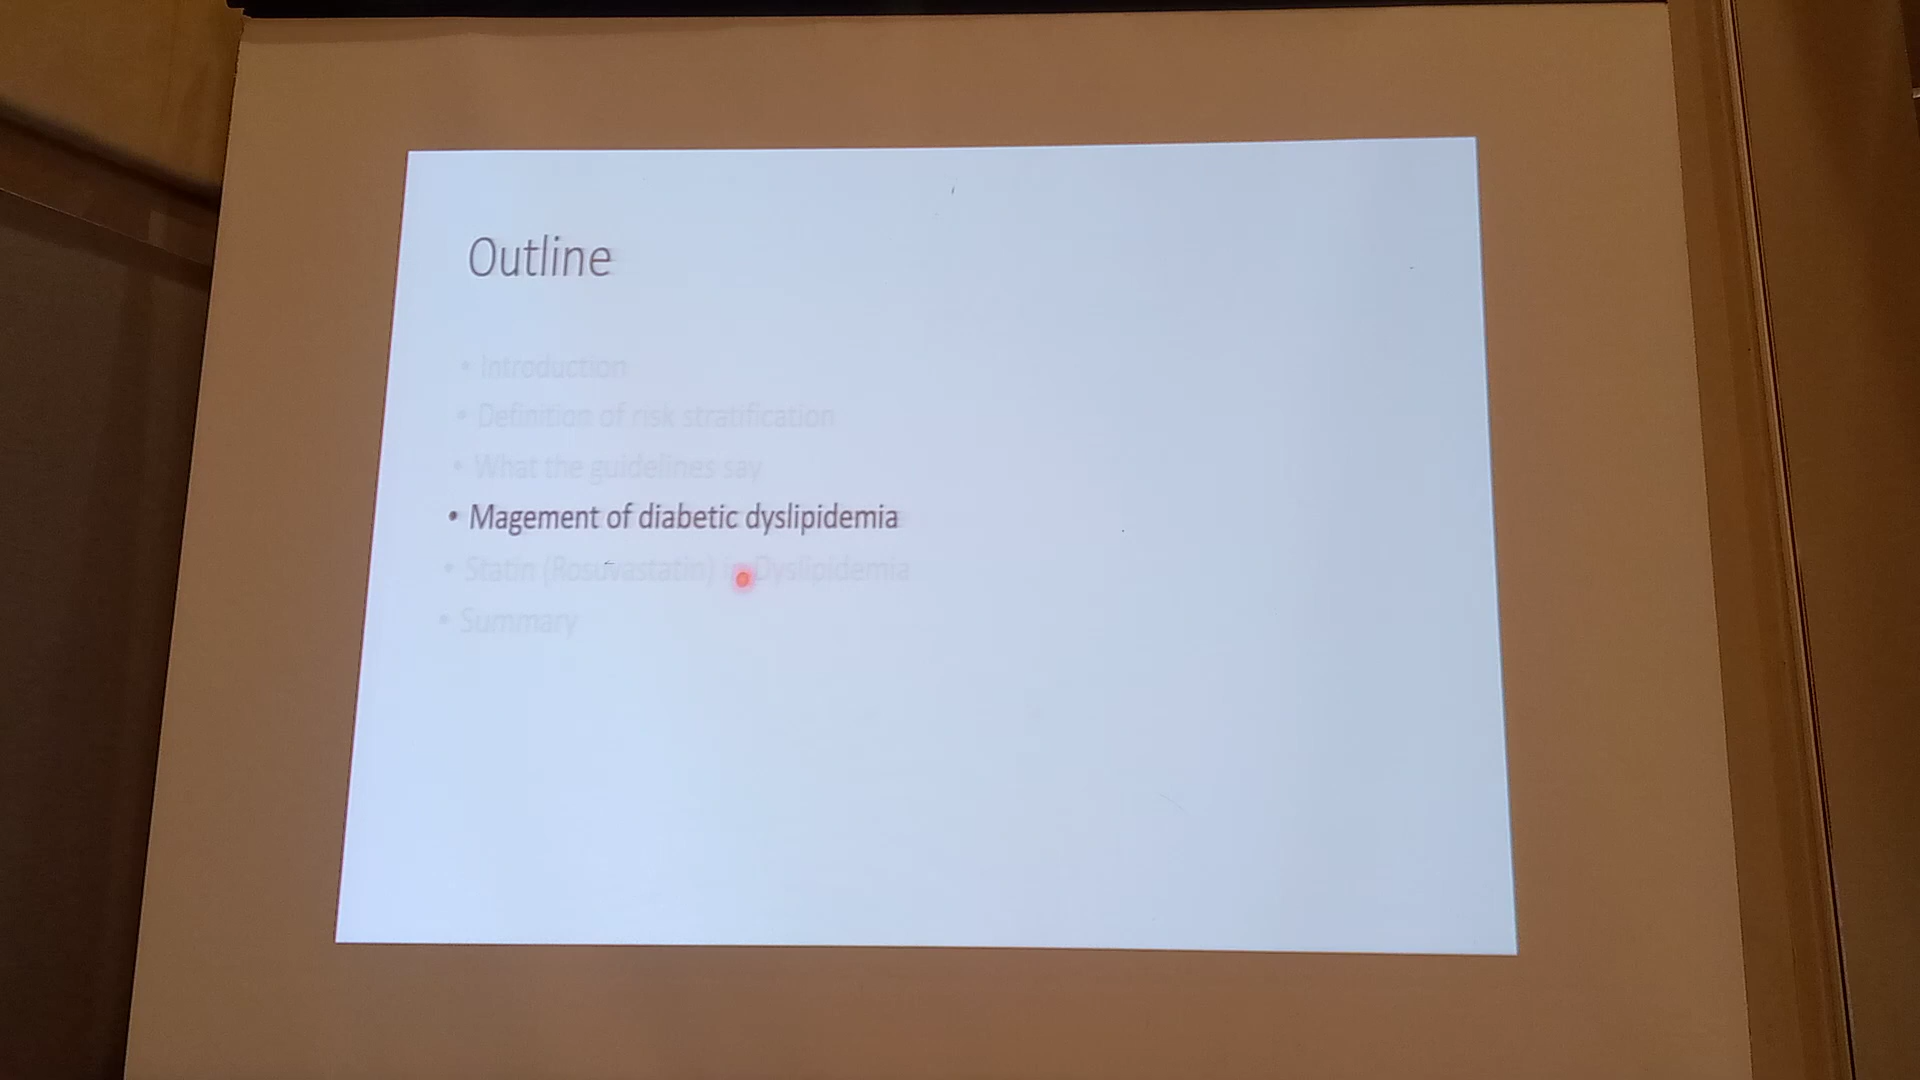 Outline
• Introduction
• Definition of risk stratification
• What the guidelines say
• Magement of diabetic dyslipidemia
• Statin (Rosuvastatin) in Dyslipidemia
• Summary